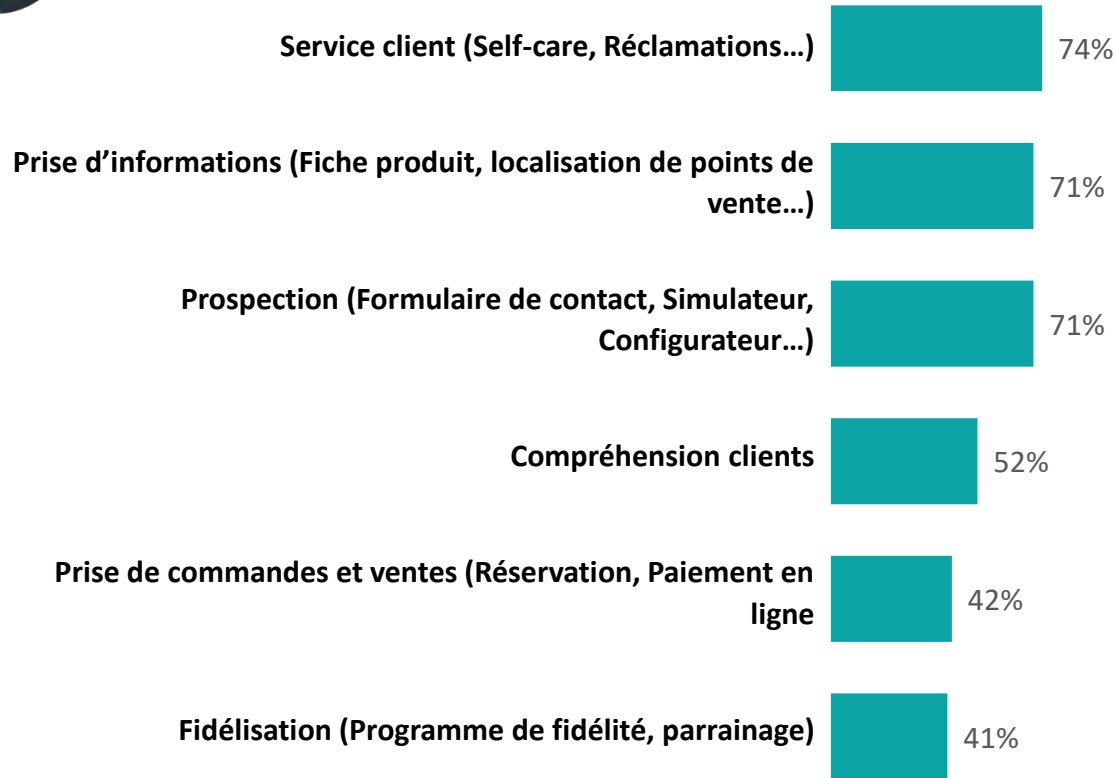 Service client (Self-care, Réclamations…)
74%
Prise d’informations (Fiche produit, localisation de points de
vente…)
71%
Prospection (Formulaire de contact, Simulateur,
Configurateur…)
71%
Compréhension clients
52%
Prise de commandes et ventes (Réservation, Paiement en
ligne
42%
Fidélisation (Programme de fidélité, parrainage)
41%